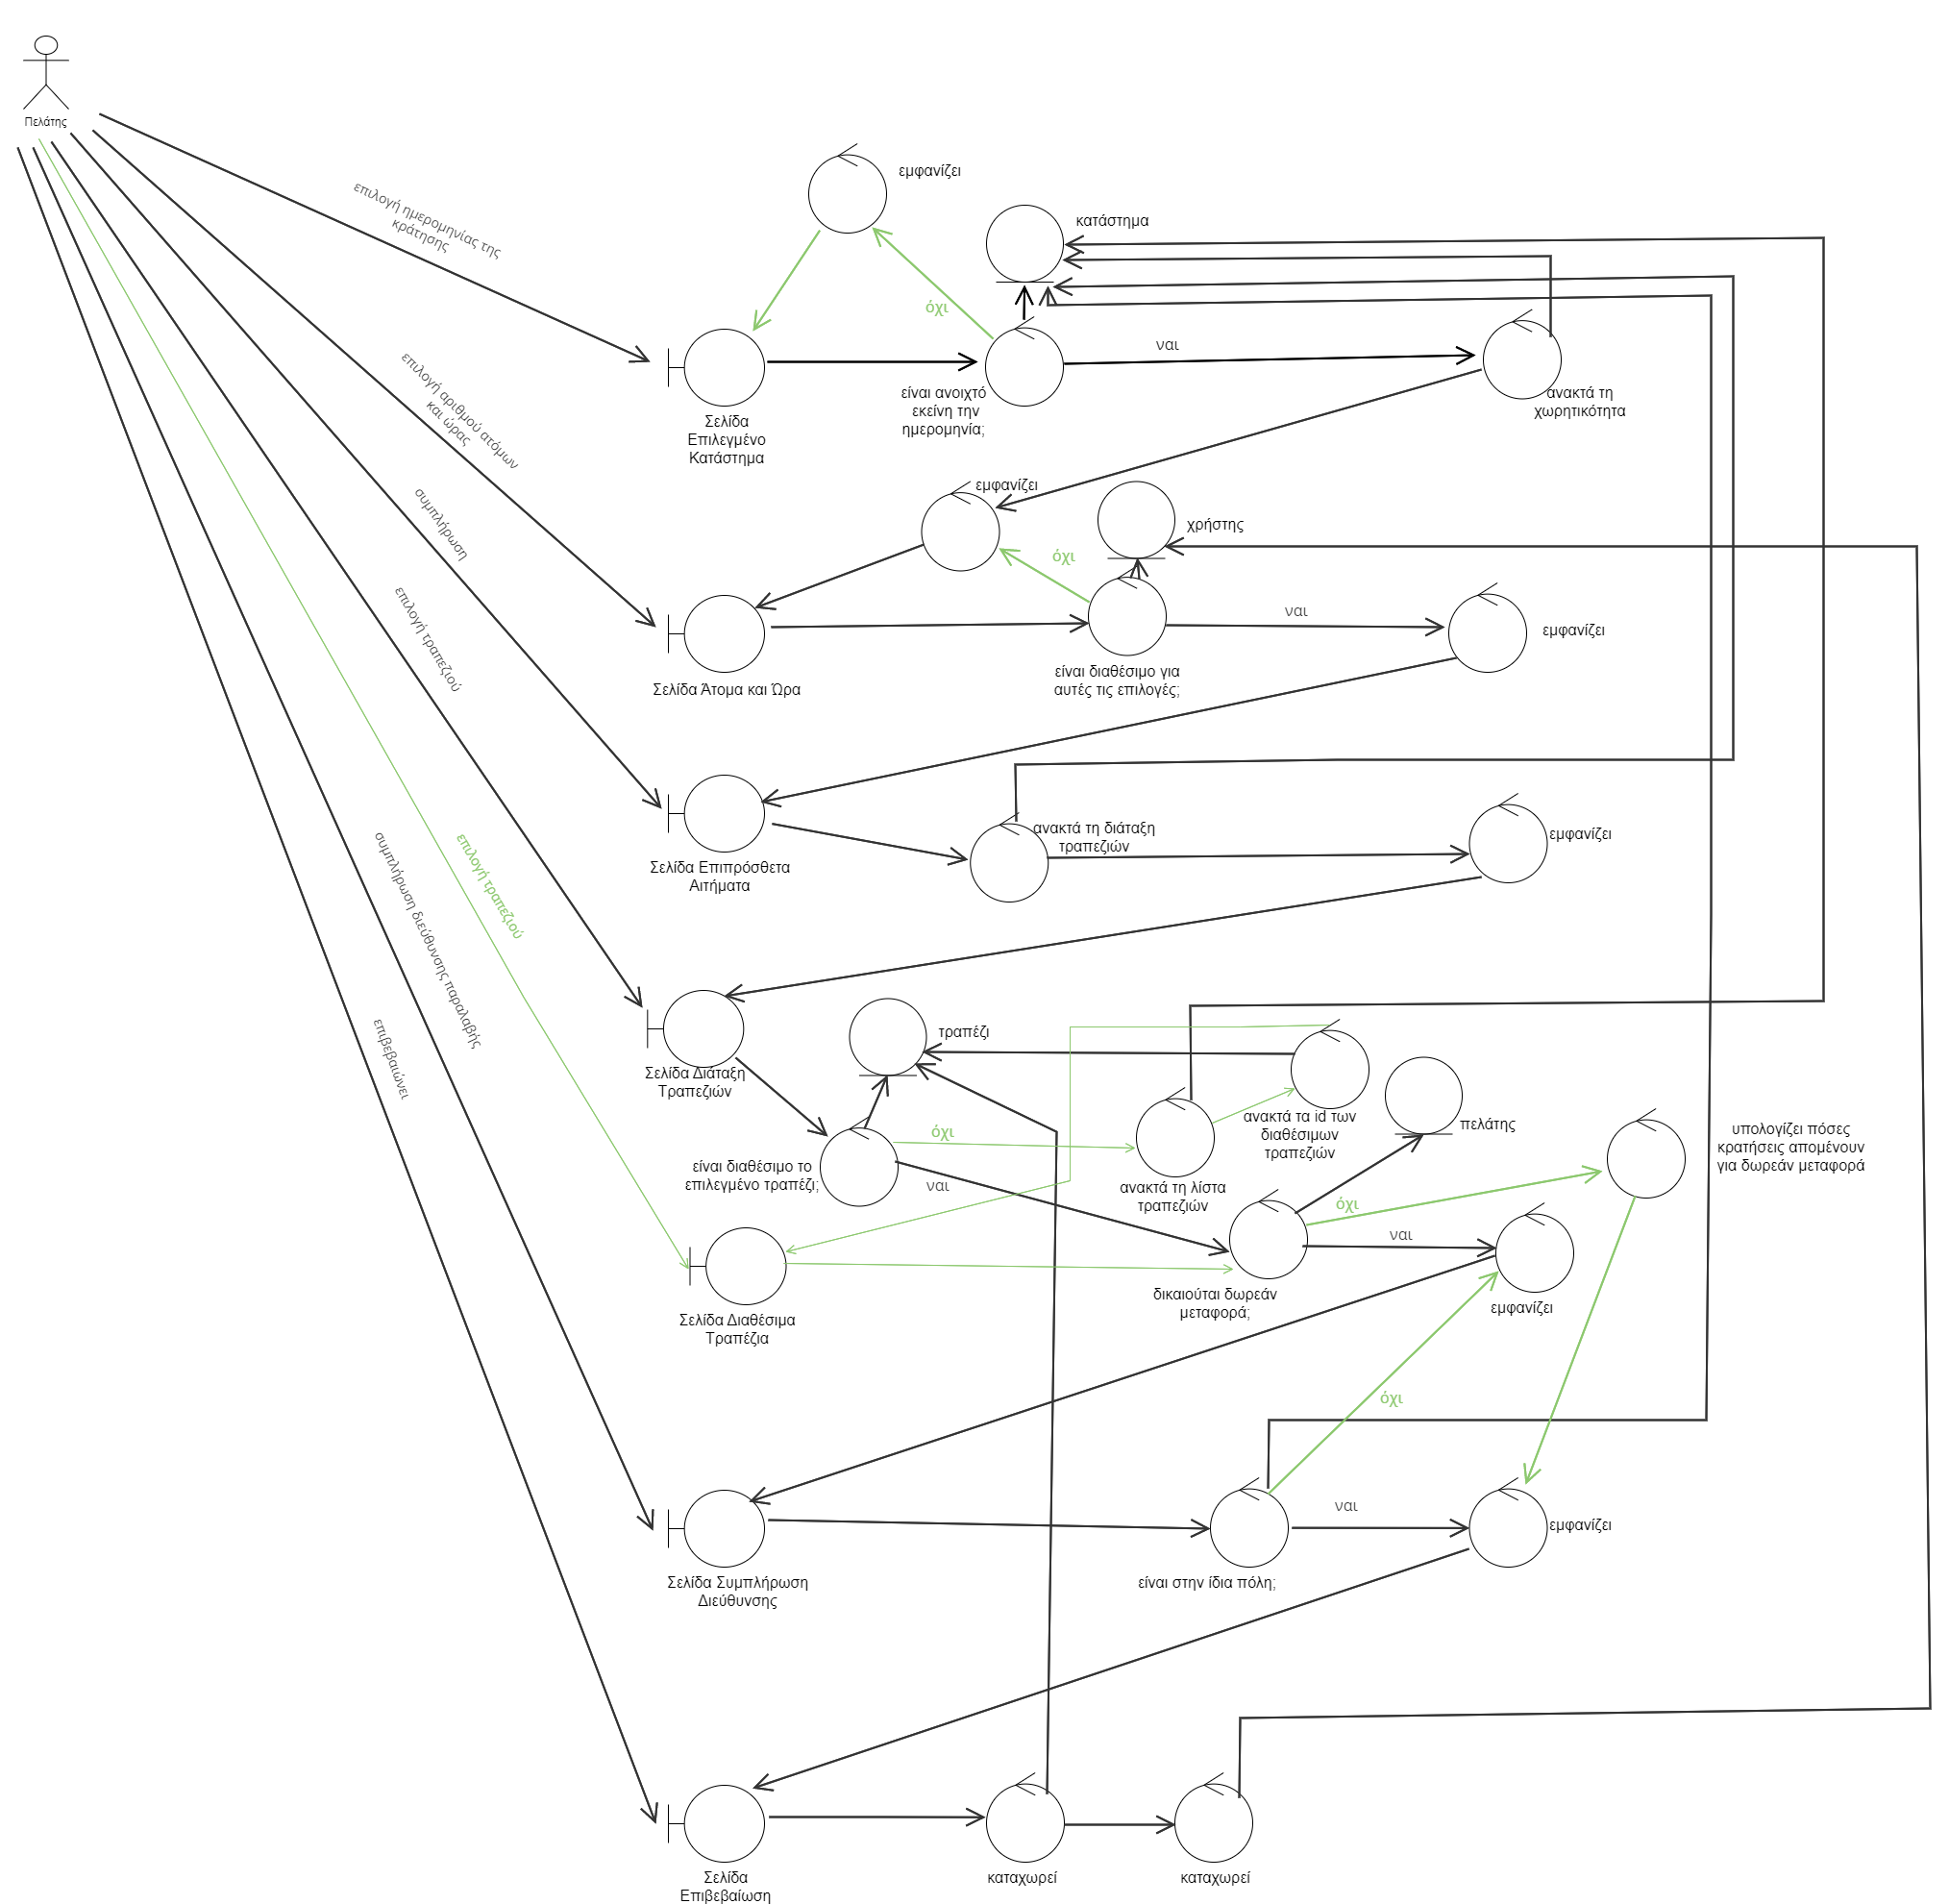 Πελάτης
επιλογή ημερομηνίας της
κράτησης
εμφανίζει
κατάστημα
όχι
ναι
Σελίδα
Επιλεγμένο
Κατάστημα
είναι ανοιχτό
εκείνη την
ημερομηνία;
ανακτά τη
χωρητικότητα
επιλογή αριθμού ατόμων
και ώρας
εμφανίζει
χρήστης
όχι
ναι
εμφανίζει
Σελίδα Άτομα και Ώρα
είναι διαθέσιμο για
αυτές τις επιλογές;
συμπλήρωση
Σελίδα Επιπρόσθετα
Αιτήματα
ανακτά τη διάταξη
τραπεζιών
εμφανίζει
επιλογή τραπεζιού
επιλογή τραπεζιού
συμπλήρωση διεύθυνσης παραλαβής
επιβεβαιώνει
Σελίδα Διάταξη
Τραπεζιών
τραπέζι
όχι
ναι
είναι διαθέσιμο το
επιλεγμένο τραπέζι;
ανακτά τη λίστα
τραπεζιών
ανακτά τα id των
διαθέσιμων
τραπεζιών
πελάτης
υπολογίζει πόσες
κρατήσεις απομένουν
για δωρεάν μεταφορά
όχι
ναι
δικαιούται δωρεάν
μεταφορά;
εμφανίζει
Σελίδα Διαθέσιμα
Τραπέζια
όχι
ναι
εμφανίζει
Σελίδα Συμπλήρωση
Διεύθυνσης
είναι στην ίδια πόλη;
Σελίδα
Επιβεβαίωση
καταχωρεί
καταχωρεί